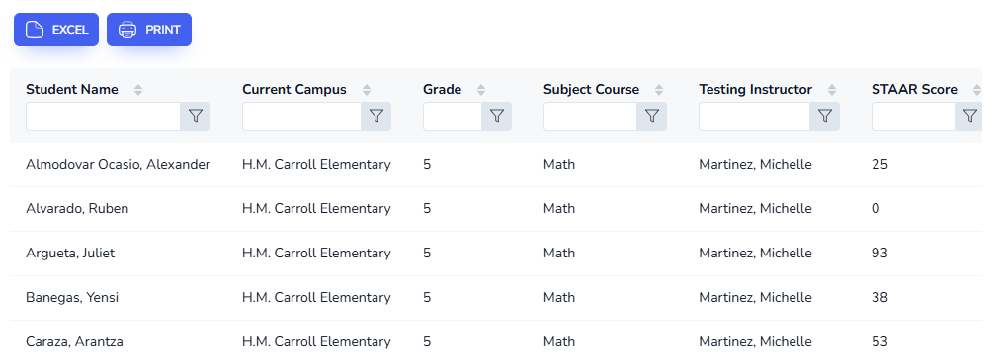 EXCEL PRINT
Student Name Current Campus Grade Subject Course Testing Instructor STAAR Score
Almodovar Ocasio, Alexander H.M. Carroll Elementary 5 Math Martinez, Michelle 25
Alvarado, Ruben H.M. Carroll Elementary 5 Math Martinez, Michelle 0
Argueta, Juliet H.M. Carroll Elementary 5 Math Martinez, Michelle 93
Banegas, Yensi H.M. Carroll Elementary 5 Math Martinez, Michelle 38
Caraza, Arantza H.M. Carroll Elementary 5 Math Martinez, Michelle 53